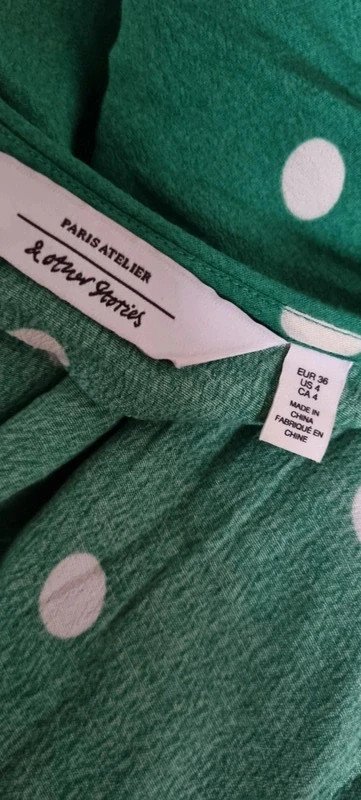 PARIS ATELIER
& other Stories
EUR 36
US 4
CA 4
MADE IN
CHINA
FABRIQUÉ EN
CHINE